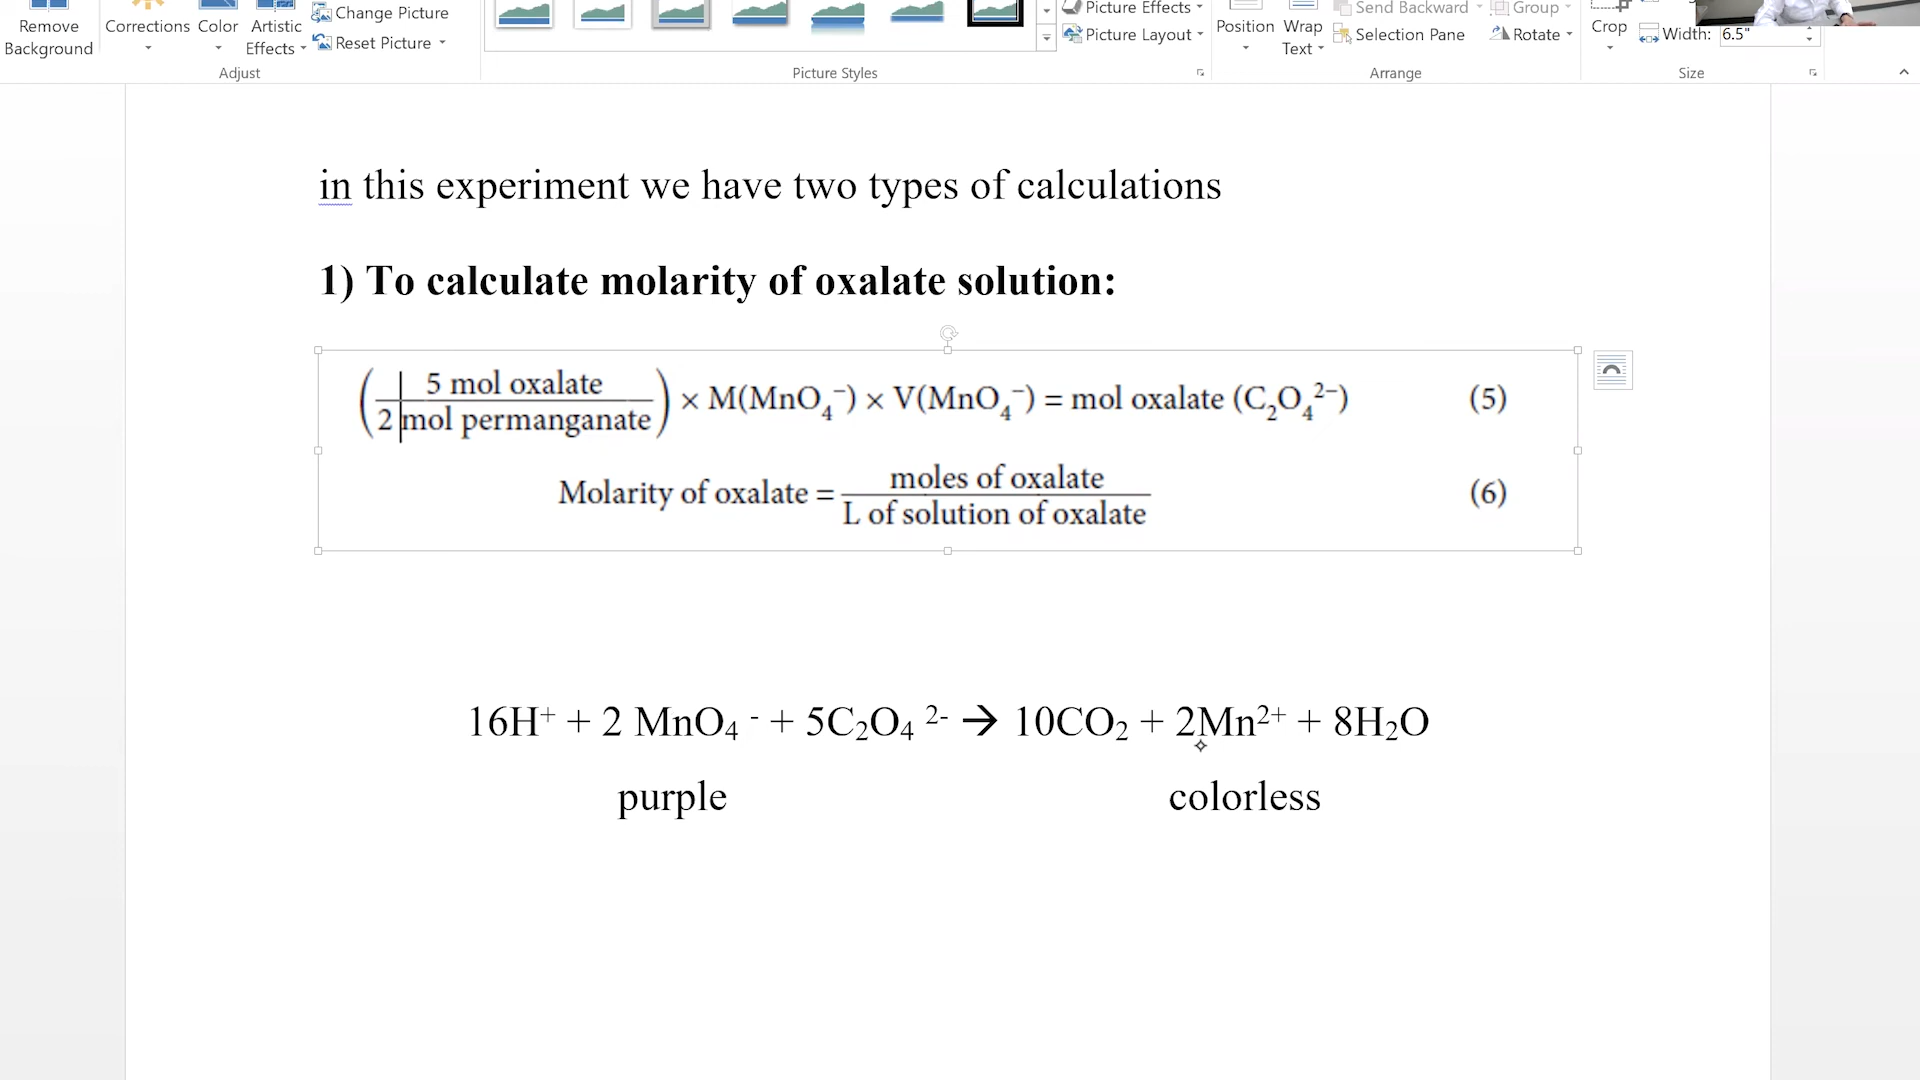 Remove
Background
Corrections
Color
Artistic
Effects
Change Picture
Reset Picture
Adjust
Picture Styles
Picture Effects
Picture Layout
Position
Wrap
Text
Send Backward
Selection Pane
Group
Rotate
Arrange
Crop
Width: 6.5"
Size
in this experiment we have two types of calculations
1) To calculate molarity of oxalate solution:
(5 mol oxalate / 2 mol permanganate) × M(MnO₄⁻) × V(MnO₄⁻) = mol oxalate (C₂O₄²⁻) (5)
Molarity of oxalate = moles of oxalate / L of solution of oxalate (6)
16H⁺ + 2 MnO₄ ⁻ + 5C₂O₄ ²⁻ → 10CO₂ + 2Mn²⁺ + 8H₂O
purple colorless